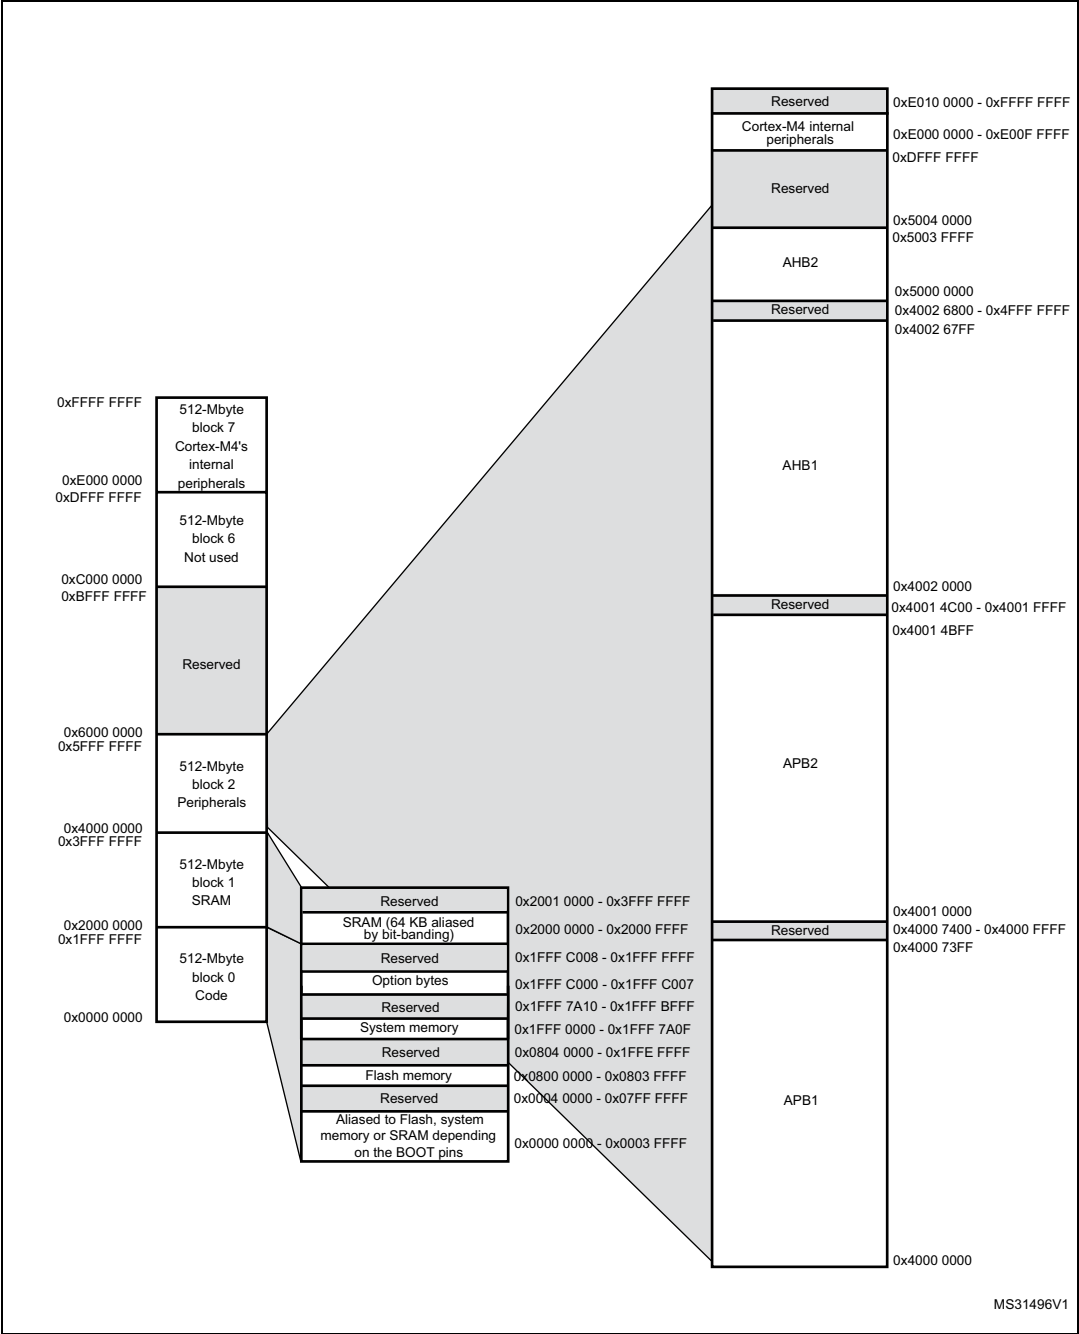 Reserved
0xE010 0000 - 0xFFFF FFFF
Cortex-M4 internal
peripherals
0xE000 0000 - 0xE00F FFFF
0xDFFF FFFF
Reserved
0x5004 0000
0x5003 FFFF
AHB2
0x5000 0000
Reserved
0x4002 6800 - 0x4FFF FFFF
0x4002 67FF
AHB1
0x4002 0000
Reserved
0x4001 4C00 - 0x4001 FFFF
0x4001 4BFF
APB2
0x4001 0000
Reserved
0x4000 7400 - 0x4000 FFFF
0x4000 73FF
APB1
0x4000 0000
0xFFFF FFFF
512-Mbyte
block 7
Cortex-M4's
internal
peripherals
0xE000 0000
0xDFFF FFFF
512-Mbyte
block 6
Not used
0xC000 0000
0xBFFF FFFF
Reserved
0x6000 0000
0x5FFF FFFF
512-Mbyte
block 2
Peripherals
0x4000 0000
0x3FFF FFFF
512-Mbyte
block 1
SRAM
0x2000 0000
0x1FFF FFFF
512-Mbyte
block 0
Code
0x0000 0000
Reserved
0x2001 0000 - 0x3FFF FFFF
SRAM (64 KB aliased
by bit-banding)
0x2000 0000 - 0x2000 FFFF
Reserved
0x1FFF C008 - 0x1FFF FFFF
Option bytes
0x1FFF C000 - 0x1FFF C007
Reserved
0x1FFF 7A10 - 0x1FFF BFFF
System memory
0x1FFF 0000 - 0x1FFF 7A0F
Reserved
0x0804 0000 - 0x1FFE FFFF
Flash memory
0x0800 0000 - 0x0803 FFFF
Reserved
0x0004 0000 - 0x07FF FFFF
Aliased to Flash, system
memory or SRAM depending
on the BOOT pins
0x0000 0000 - 0x0003 FFFF
MS31496V1